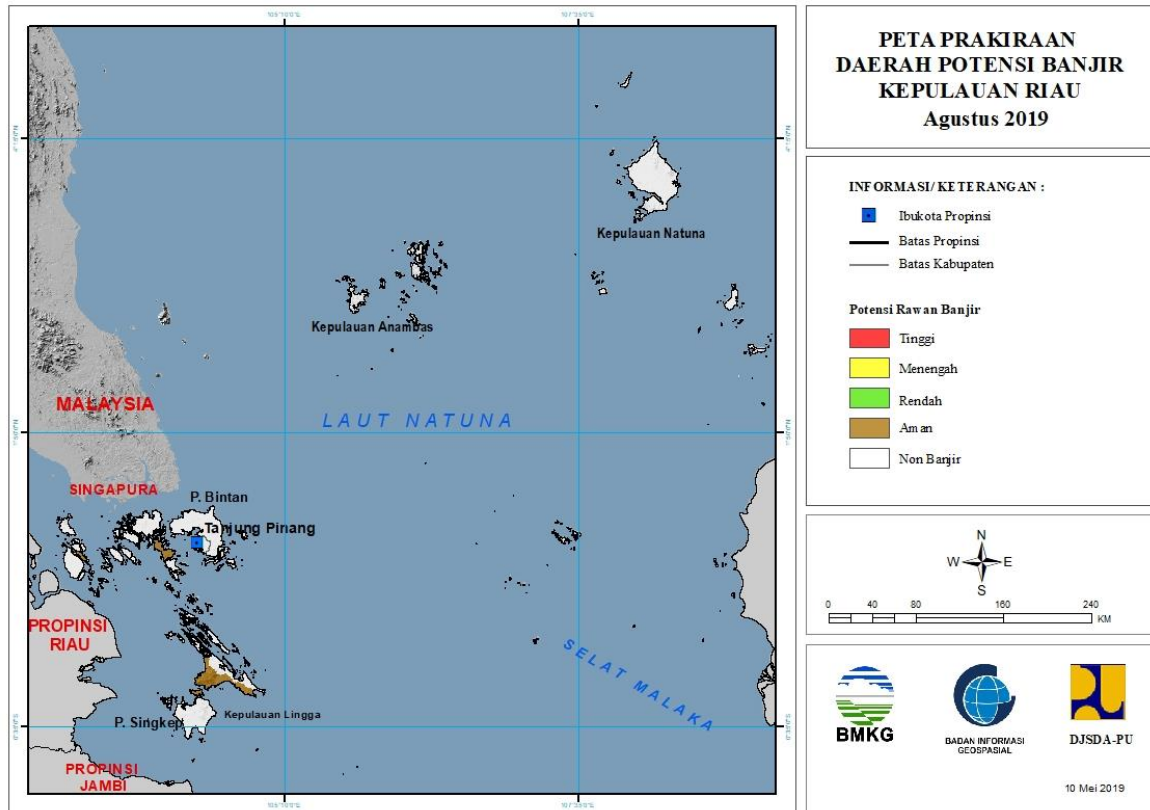 PETA PRAKIRAAN
DAERAH POTENSI BANJIR
KEPULAUAN RIAU
Agustus 2019
INFORMASI/ KETERANGAN :
Ibukota Propinsi
Batas Propinsi
Batas Kabupaten
Potensi Rawan Banjir
Tinggi
Menengah
Rendah
Aman
Non Banjir
N
W E
S
0 40 80 160 240
KM
BMKG
BADAN INFORMASI
GEOSPASIAL
DJSDA-PU
10 Mei 2019
Kepulauan Natuna
Kepulauan Anambas
MALAYSIA
LAUT NATUNA
SINGAPURA
P. Bintan
Tanjung Pinang
PROPINSI
RIAU
SELAT MALAKA
P. Singkep
Kepulauan Lingga
PROPINSI
JAMBI